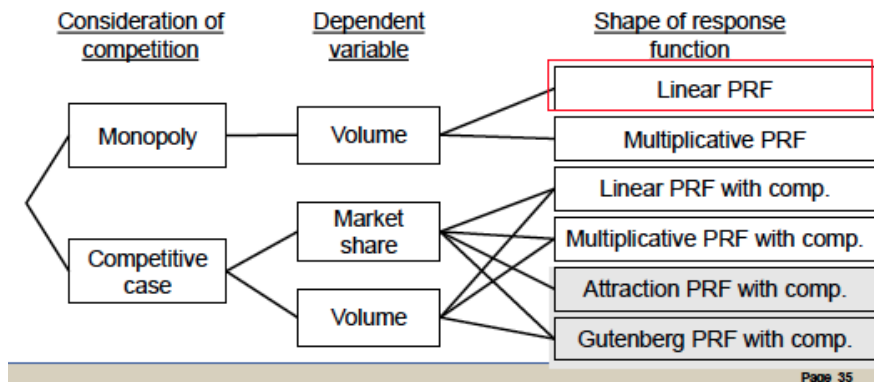 Consideration of
competition
Dependent
variable
Shape of response
function
Monopoly
Volume
Linear PRF
Multiplicative PRF
Competitive
case
Market
share
Volume
Linear PRF with comp.
Multiplicative PRF with comp.
Attraction PRF with comp.
Gutenberg PRF with comp.
Page 35